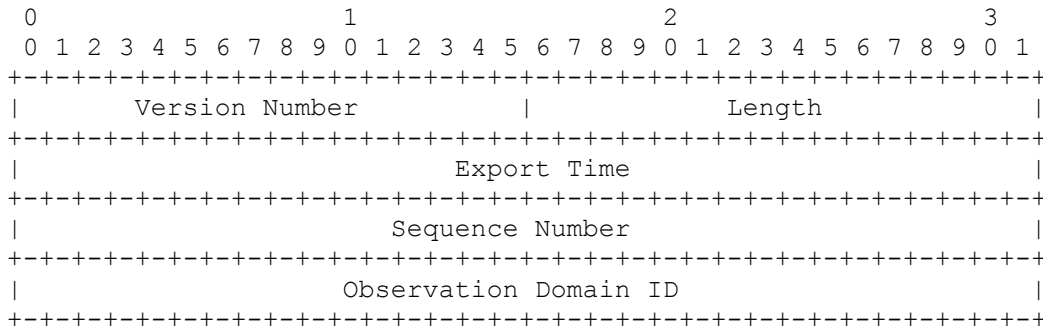 0                   1                   2                   3
 0 1 2 3 4 5 6 7 8 9 0 1 2 3 4 5 6 7 8 9 0 1 2 3 4 5 6 7 8 9 0 1
+-+-+-+-+-+-+-+-+-+-+-+-+-+-+-+-+-+-+-+-+-+-+-+-+-+-+-+-+-+-+-+-+
|       Version Number          |            Length             |
+-+-+-+-+-+-+-+-+-+-+-+-+-+-+-+-+-+-+-+-+-+-+-+-+-+-+-+-+-+-+-+-+
|                           Export Time                         |
+-+-+-+-+-+-+-+-+-+-+-+-+-+-+-+-+-+-+-+-+-+-+-+-+-+-+-+-+-+-+-+-+
|                       Sequence Number                         |
+-+-+-+-+-+-+-+-+-+-+-+-+-+-+-+-+-+-+-+-+-+-+-+-+-+-+-+-+-+-+-+-+
|                    Observation Domain ID                      |
+-+-+-+-+-+-+-+-+-+-+-+-+-+-+-+-+-+-+-+-+-+-+-+-+-+-+-+-+-+-+-+-+